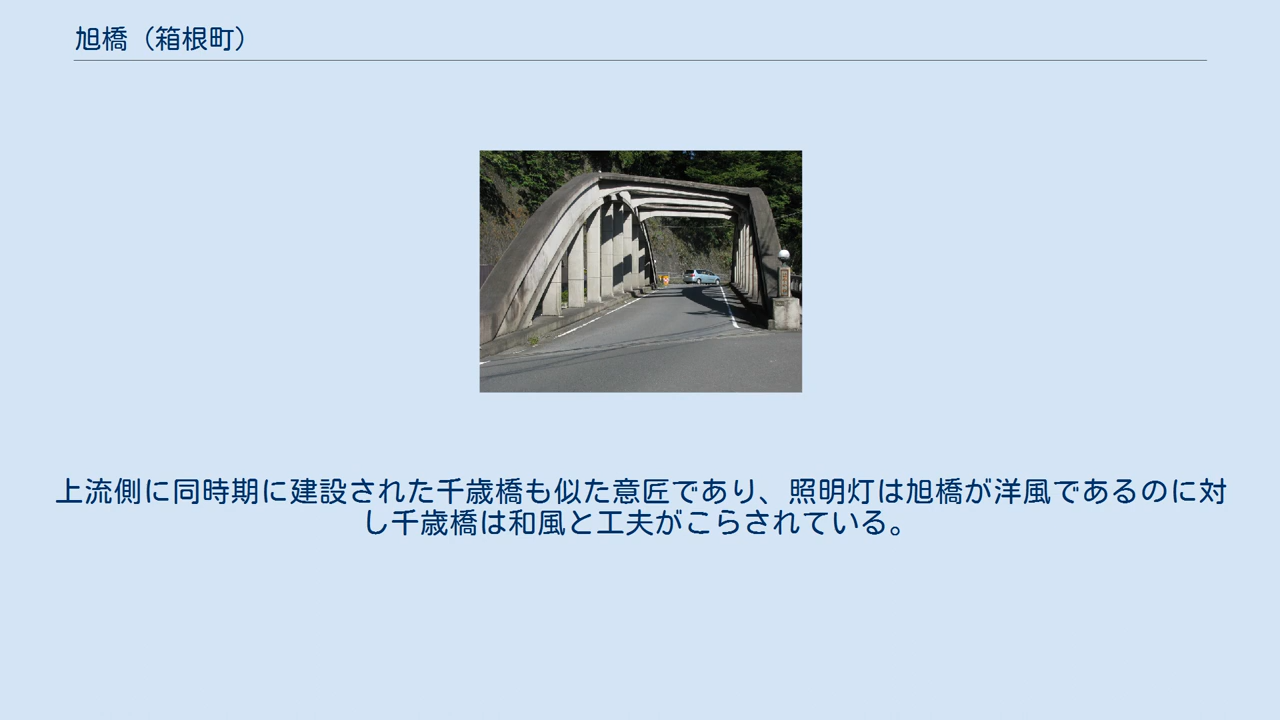 旭橋（箱根町）
上流側に同時期に建設された千歳橋も似た意匠であり、照明灯は旭橋が洋風であるのに対
し千歳橋は和風と工夫がこらされている。